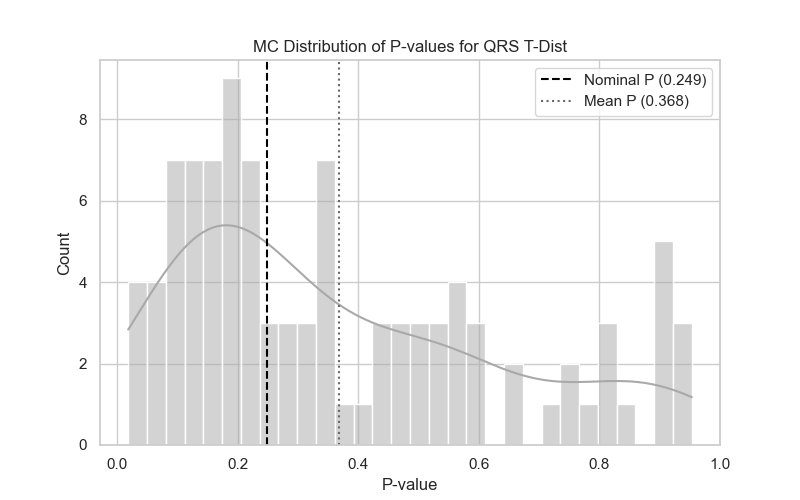 MC Distribution of P-values for QRS T-Dist
Nominal P (0.249)
Mean P (0.368)
Count
8
6
4
2
0
0.0 0.2 0.4 0.6 0.8 1.0
P-value